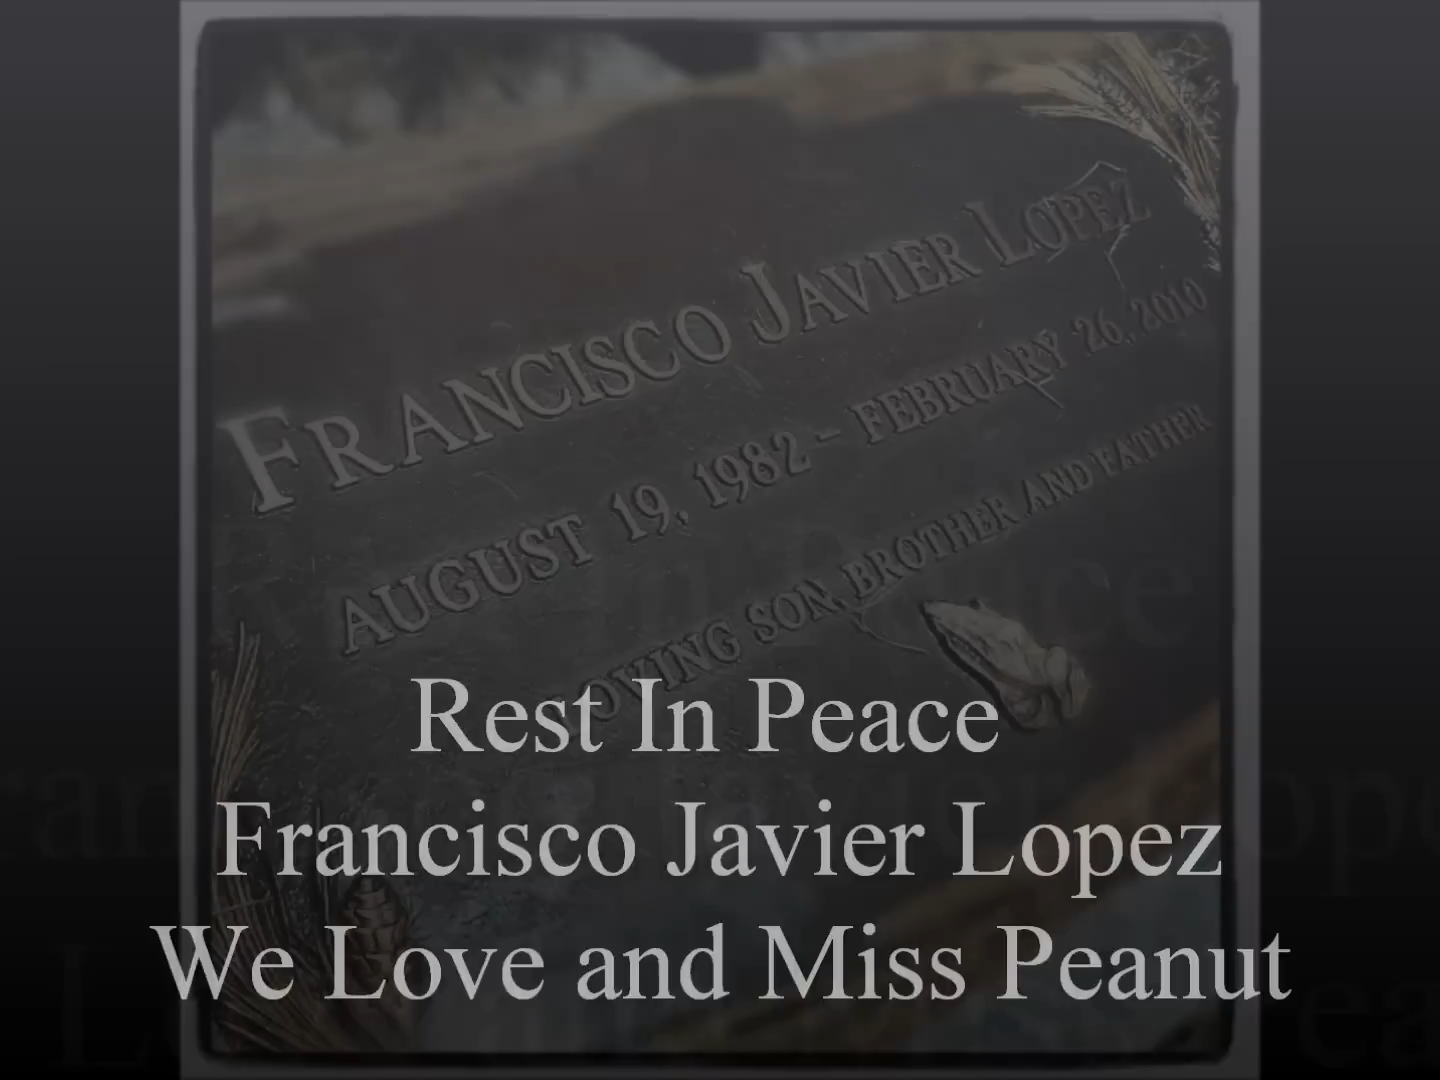 FRANCISCO JAVIER LOPEZ
AUGUST 19, 1982 - FEBRUARY 26, 2010
LOVING SON, BROTHER AND FATHER
Rest In Peace
Francisco Javier Lopez
We Love and Miss Peanut